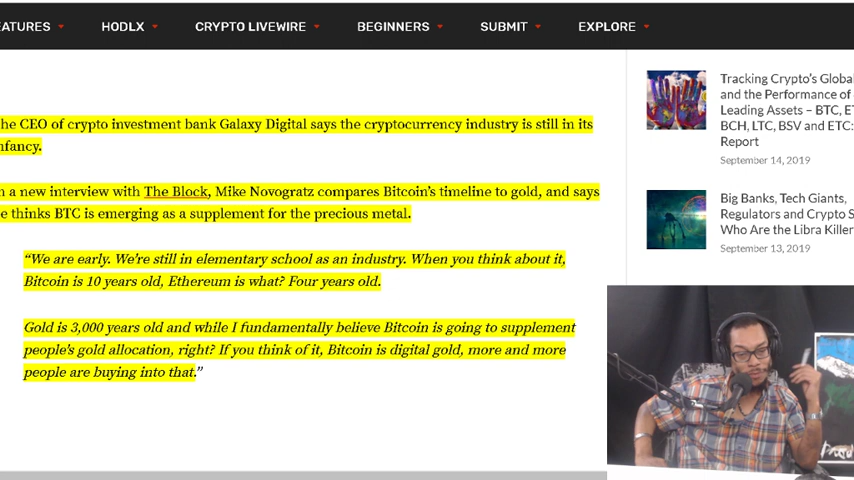 EATURES HODLX CRYPTO LIVEWIRE BEGINNERS SUBMIT EXPLORE
he CEO of crypto investment bank Galaxy Digital says the cryptocurrency industry is still in its
nfancy.
n a new interview with The Block, Mike Novogratz compares Bitcoin’s timeline to gold, and says
e thinks BTC is emerging as a supplement for the precious metal.
“We are early. We’re still in elementary school as an industry. When you think about it,
Bitcoin is 10 years old, Ethereum is what? Four years old.
Gold is 3,000 years old and while I fundamentally believe Bitcoin is going to supplement
people’s gold allocation, right? If you think of it, Bitcoin is digital gold, more and more
people are buying into that.”
Tracking Crypto’s Global
and the Performance of
Leading Assets – BTC, ET
BCH, LTC, BSV and ETC:
Report
September 14, 2019
Big Banks, Tech Giants,
Regulators and Crypto S
Who Are the Libra Killer
September 13, 2019